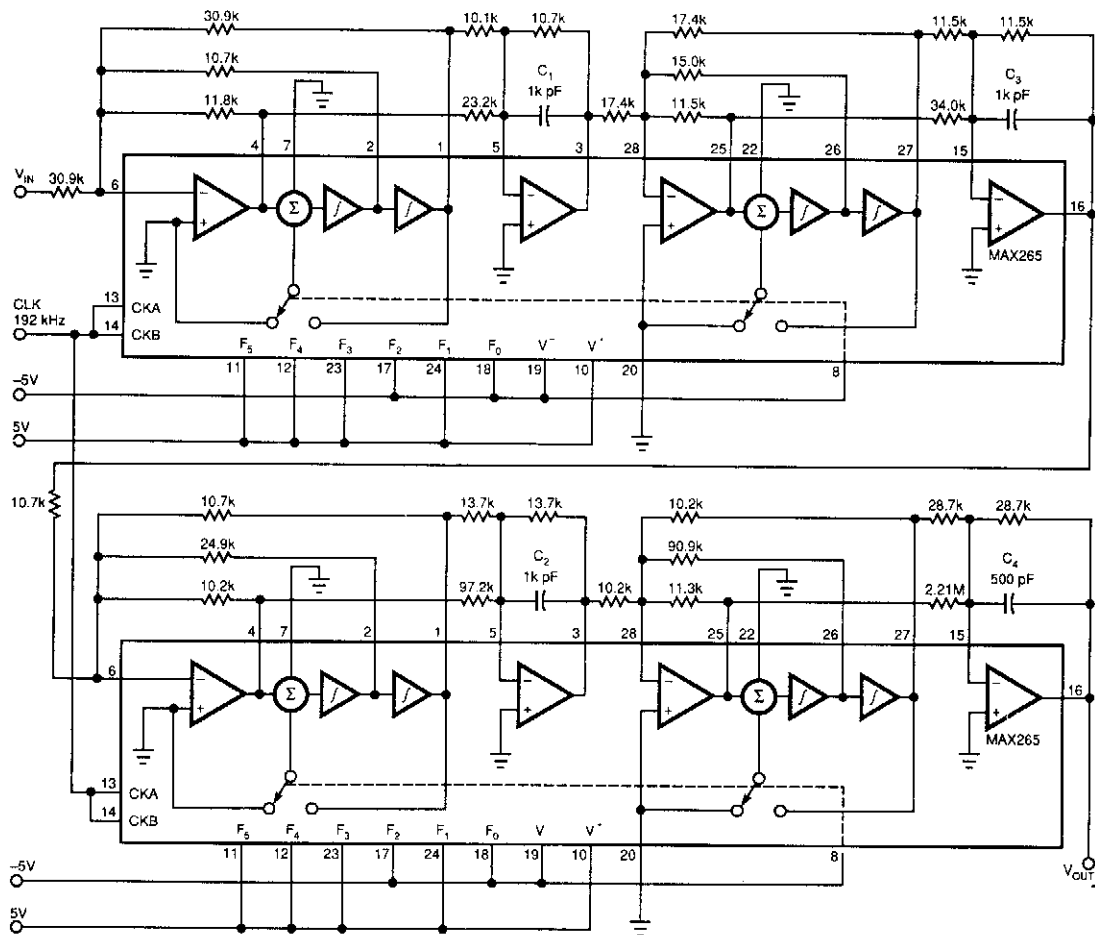 30.9k 10.1k 10.7k 17.4k 11.5k 11.5k
10.7k C1 15.0k C3
11.8k 23.2k 1k pF 17.4k 11.5k 34.0k 1k pF
4 7 2 1 5 3 28 25 22 26 27 15
VIN 30.9k 6 − + Σ ∫ ∫ − + − + Σ ∫ ∫ − + 16
MAX265
CLK
192 kHz
13 CKA
14 CKB
F5 F4 F3 F2 F1 F0 V− V+
11 12 23 17 24 18 19 10 20 8
−5V
5V
10.7k
10.7k 13.7k 13.7k 10.2k 28.7k 28.7k
24.9k C2 90.9k C4
10.2k 97.2k 1k pF 10.2k 11.3k 2.21M 500 pF
4 7 2 1 5 3 28 25 22 26 27 15
6 − + Σ ∫ ∫ − + − + Σ ∫ ∫ − + 16
MAX265
13 CKA
14 CKB
F5 F4 F3 F2 F1 F0 V V+
11 12 23 17 24 18 19 10 20 8
−5V
VOUT
5V